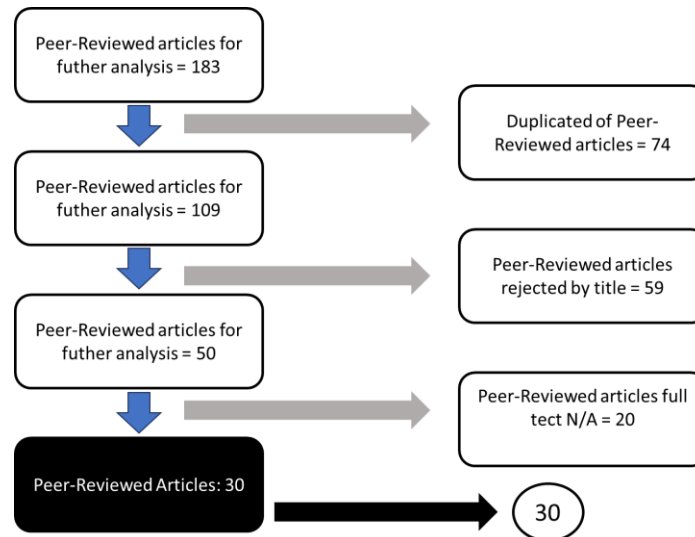 Peer-Reviewed articles for
futher analysis = 183
Duplicated of Peer-
Reviewed articles = 74
Peer-Reviewed articles for
futher analysis = 109
Peer-Reviewed articles
rejected by title = 59
Peer-Reviewed articles for
futher analysis = 50
Peer-Reviewed articles full
tect N/A = 20
Peer-Reviewed Articles: 30
30